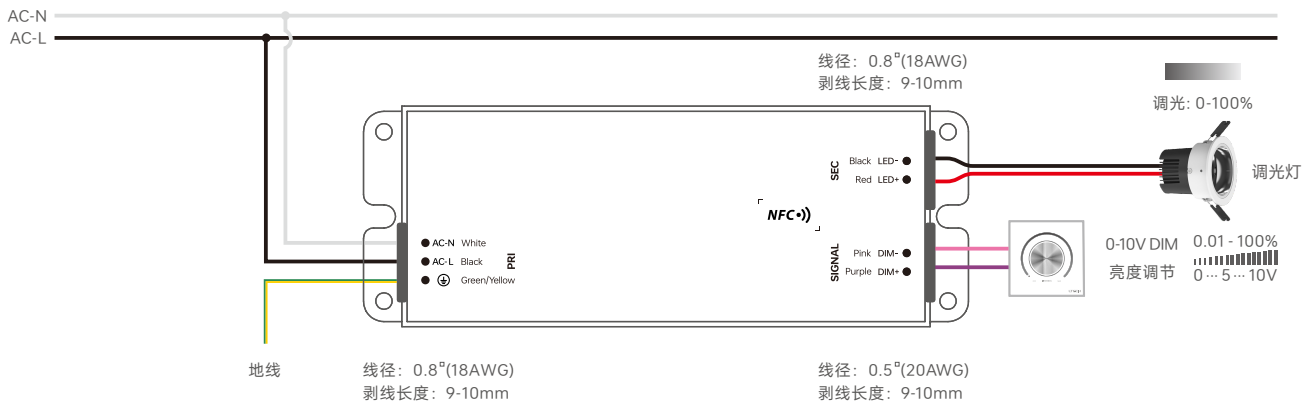 AC-N
AC-L
线径：0.8"(18AWG)
剥线长度：9-10mm
调光: 0-100%
SEC
Black LED-
Red LED+
调光灯
NFC
AC-N White
AC-L Black
Green/Yellow
PRI
SIGNAL
Pink DIM-
Purple DIM+
0-10V DIM
亮度调节
0.01 - 100%
0 ··· 5 ··· 10V
地线
线径：0.8"(18AWG)
剥线长度：9-10mm
线径：0.5"(20AWG)
剥线长度：9-10mm